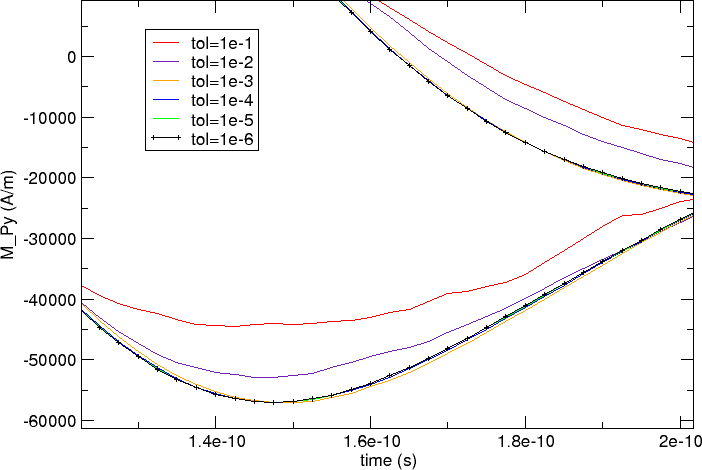 0
-10000
-20000
-30000
-40000
-50000
-60000
M_Py (A/m)
tol=1e-1
tol=1e-2
tol=1e-3
tol=1e-4
tol=1e-5
tol=1e-6
1.4e-10 1.6e-10 1.8e-10 2e-10
time (s)